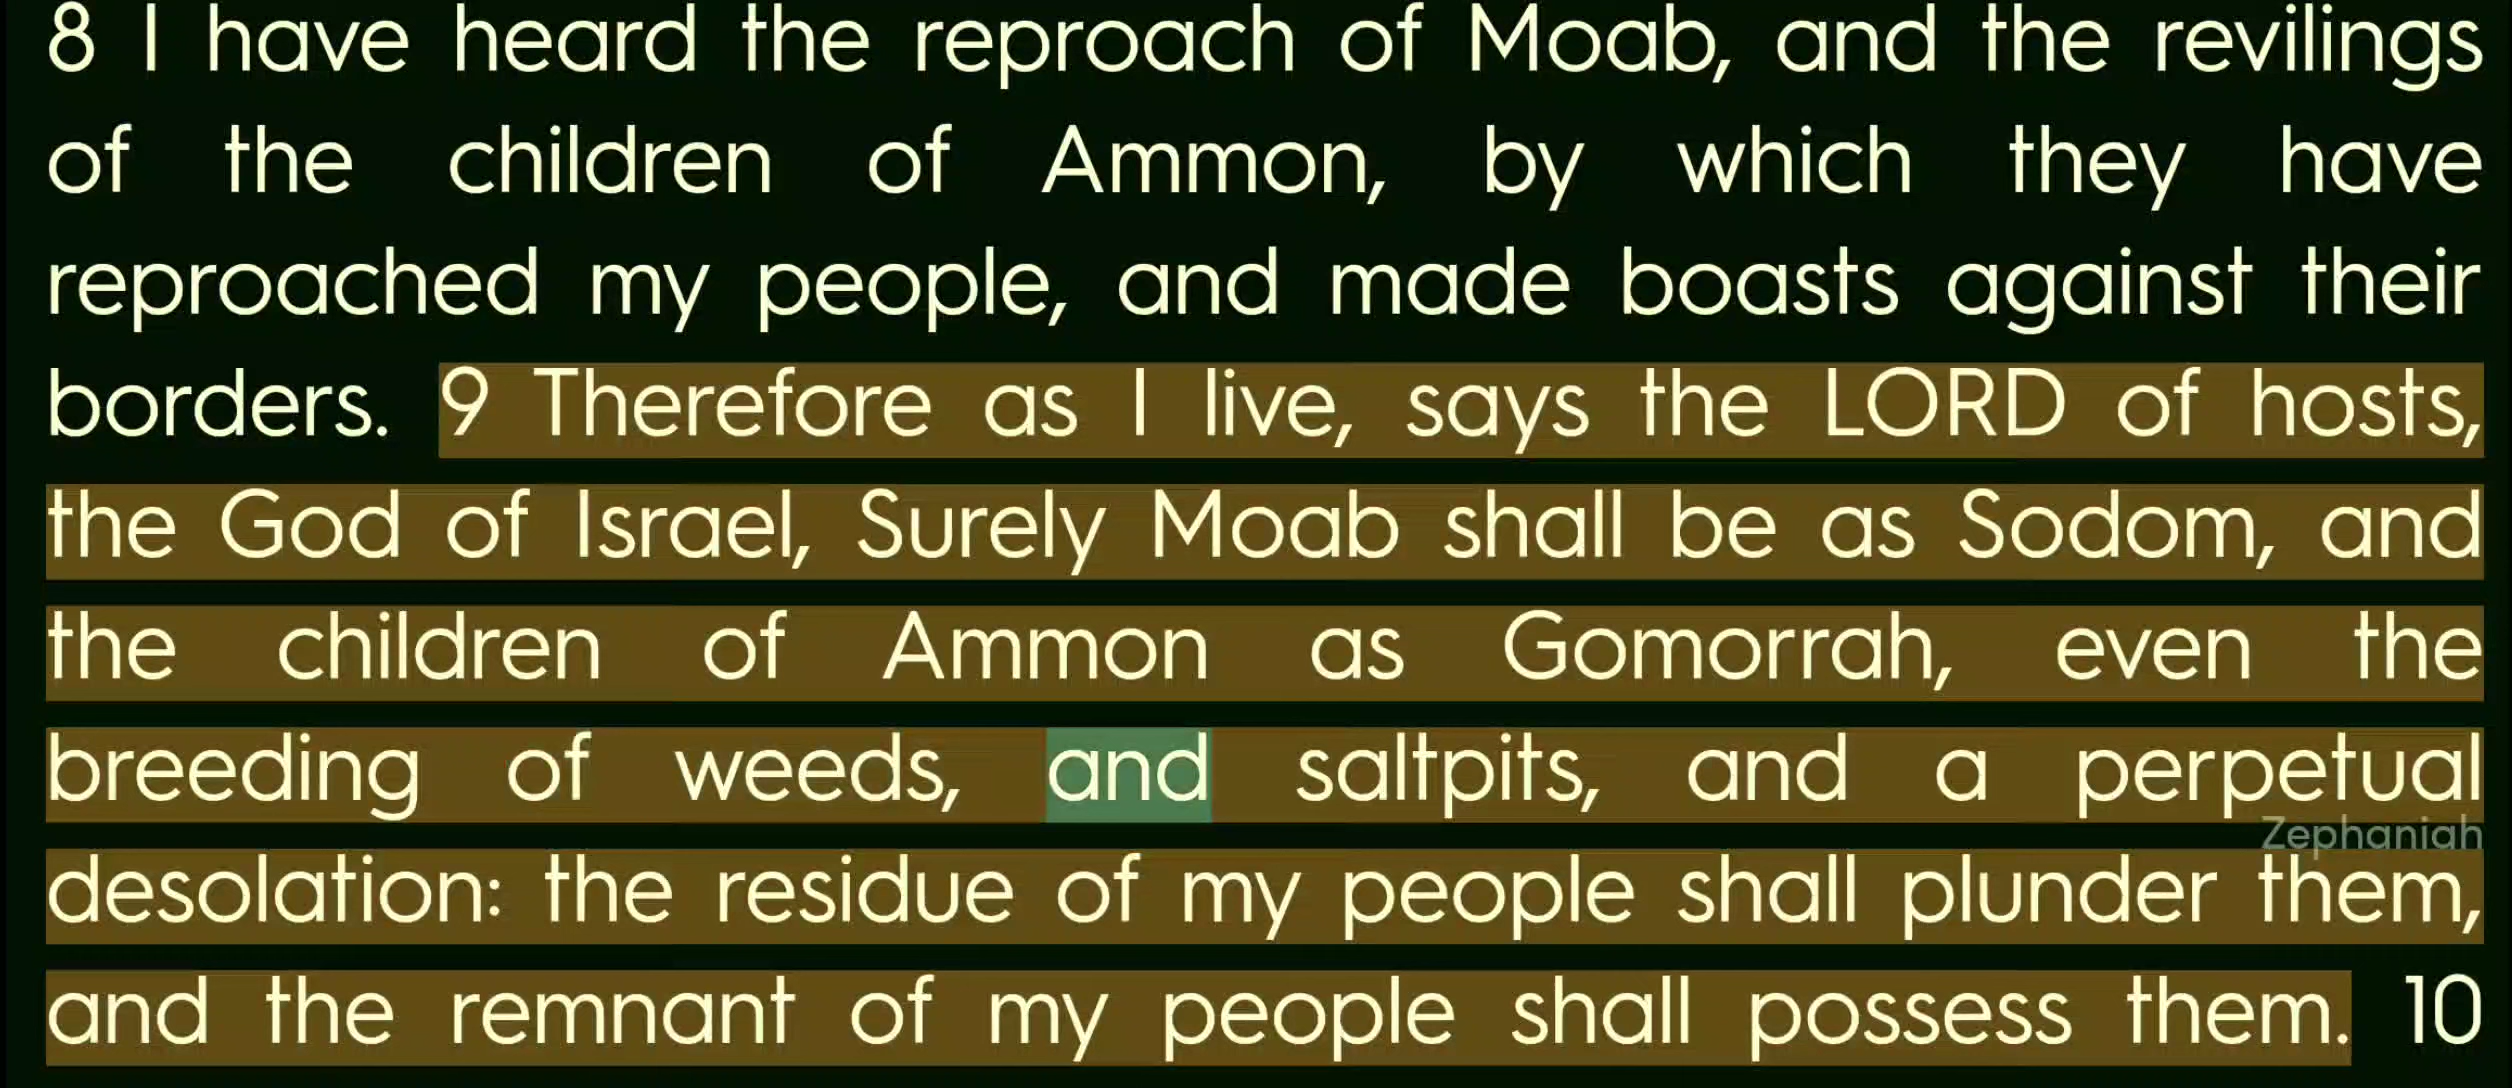 8 I have heard the reproach of Moab, and the revilings
of the children of Ammon, by which they have
reproached my people, and made boasts against their
borders. 9 Therefore as I live, says the LORD of hosts,
the God of Israel, Surely Moab shall be as Sodom, and
the children of Ammon as Gomorrah, even the
breeding of weeds, and saltpits, and a perpetual
Zephaniah
desolation: the residue of my people shall plunder them,
and the remnant of my people shall possess them. 10